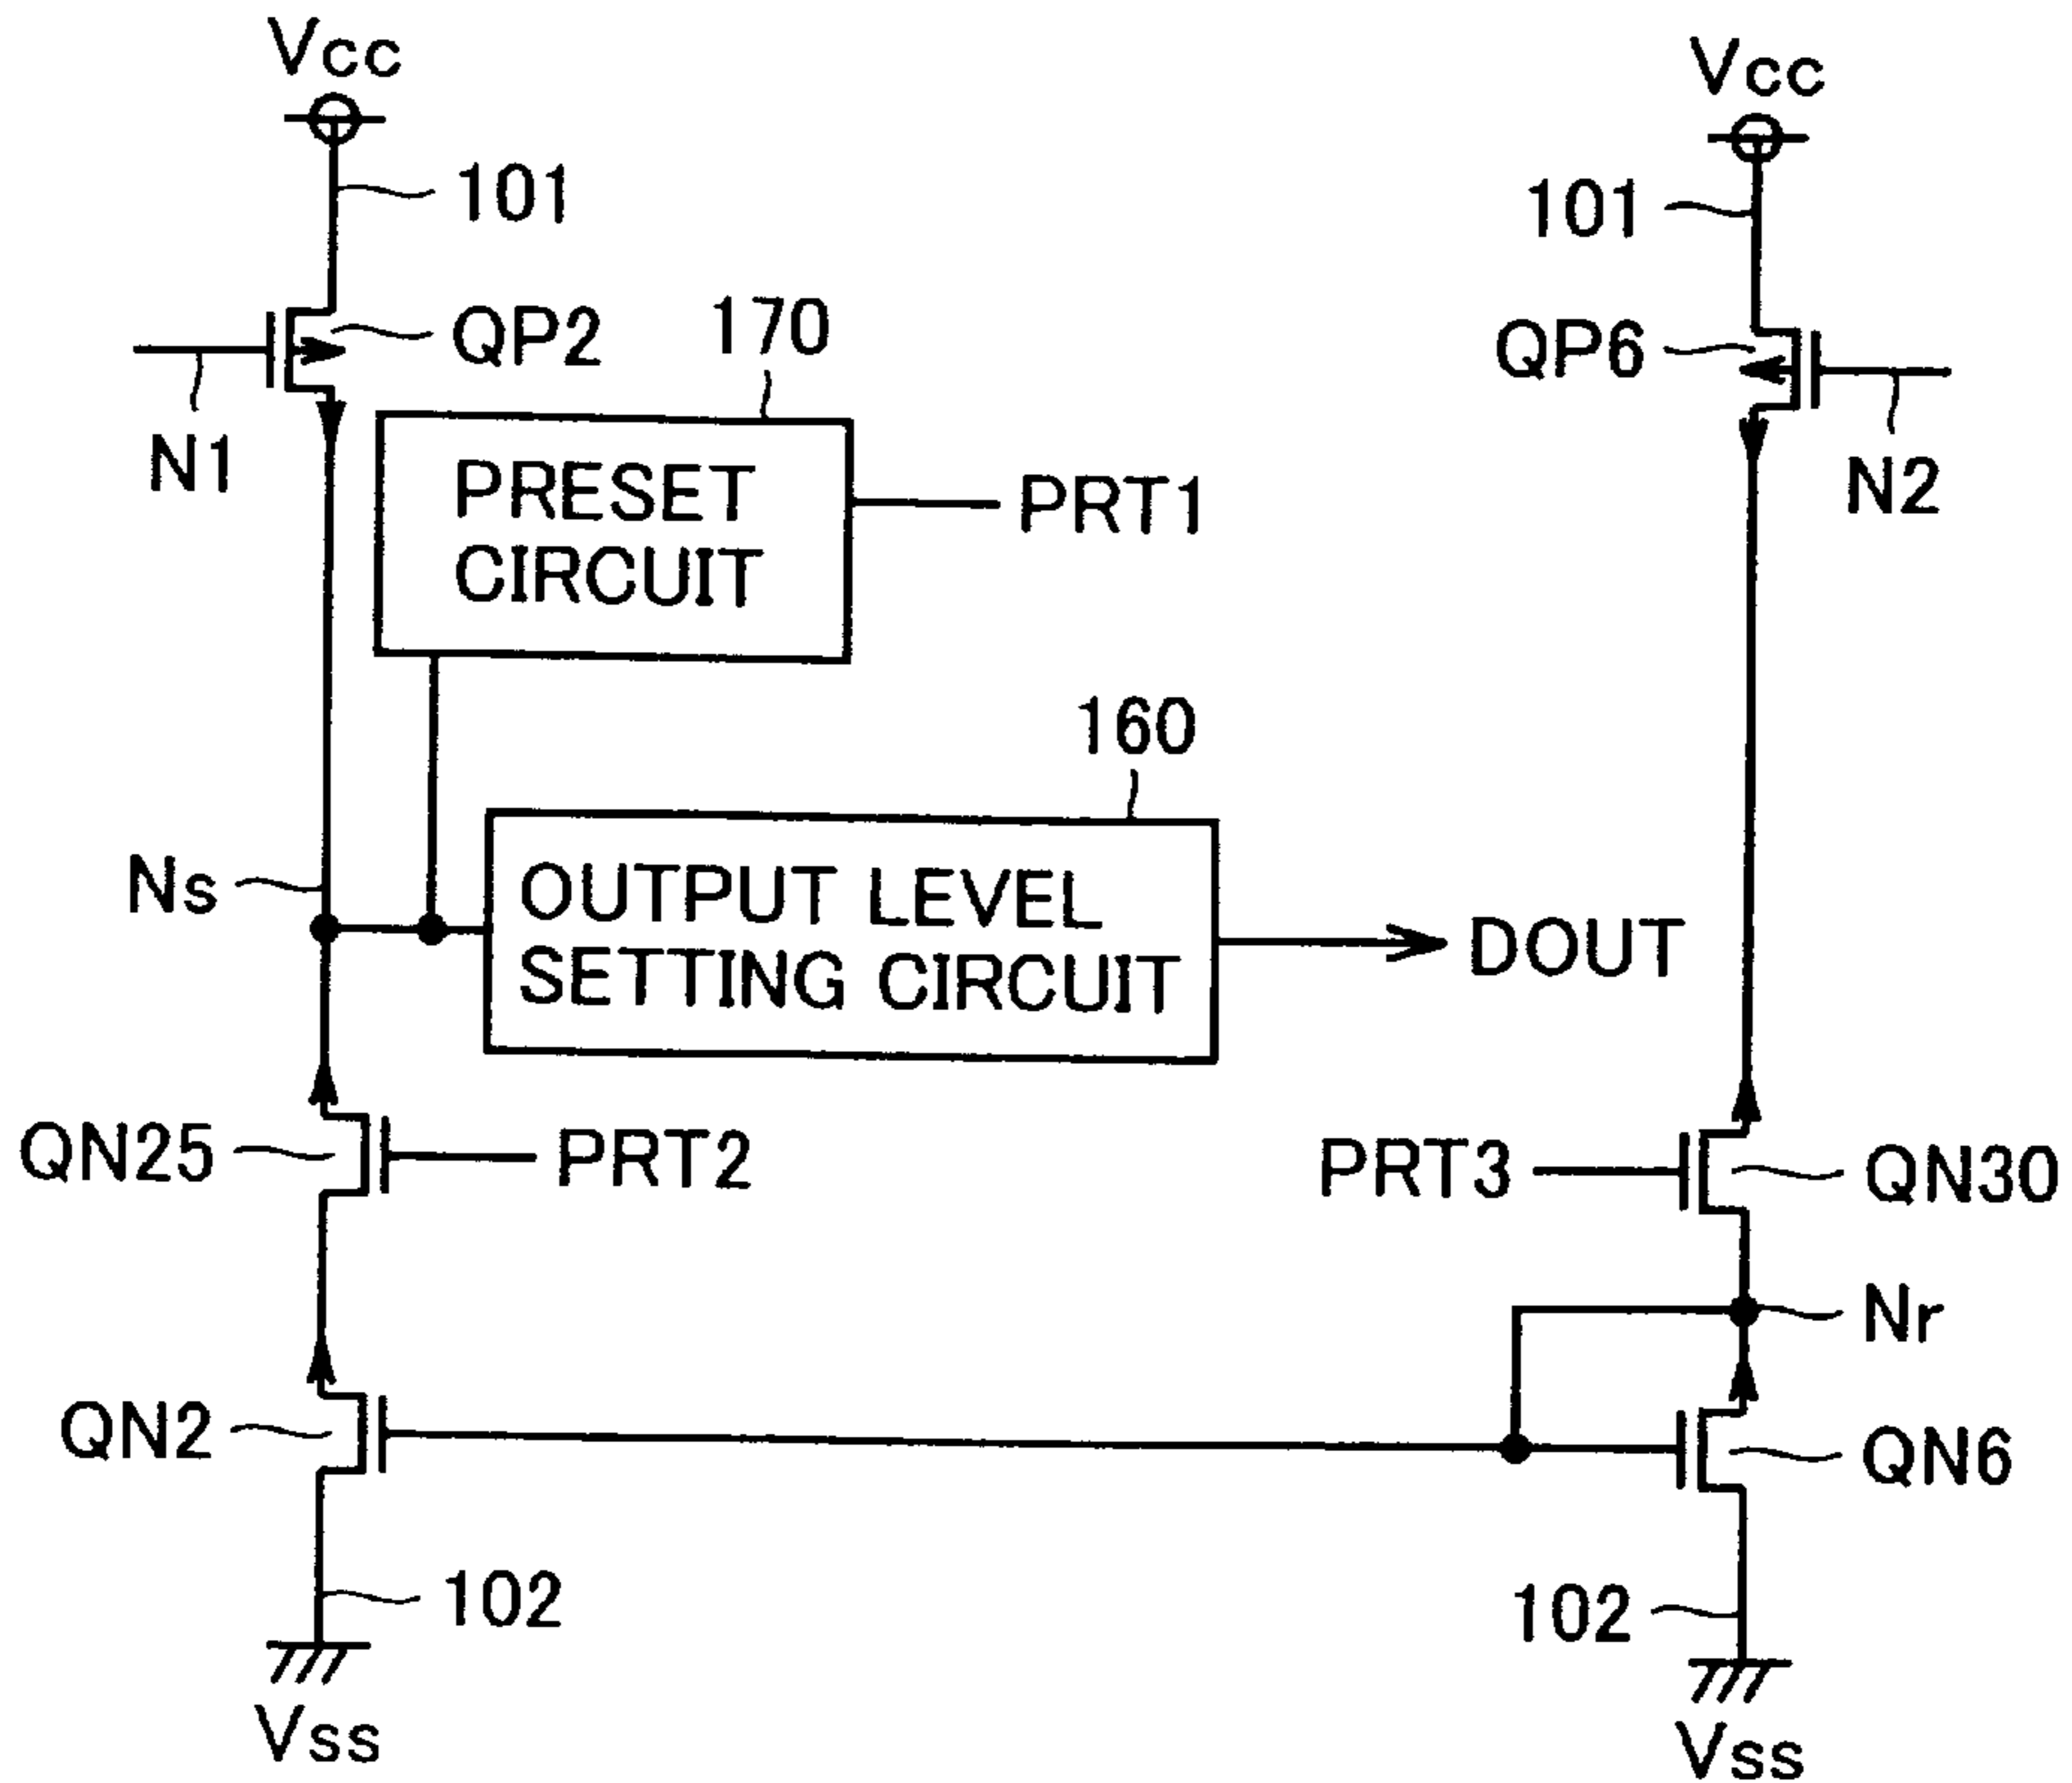 Vcc
Vcc
101
101
QP2
170
QP6
N1
PRESET
CIRCUIT
PRT1
N2
160
Ns
OUTPUT LEVEL
SETTING CIRCUIT
DOUT
QN25
PRT2
PRT3
QN30
Nr
QN2
QN6
102
102
Vss
Vss